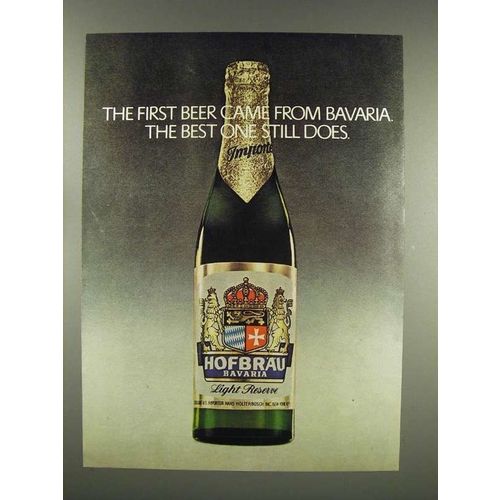 THE FIRST BEER CAME FROM BAVARIA.
THE BEST ONE STILL DOES.
Imported
HOFBRÄU
BAVARIA
Light Reserve